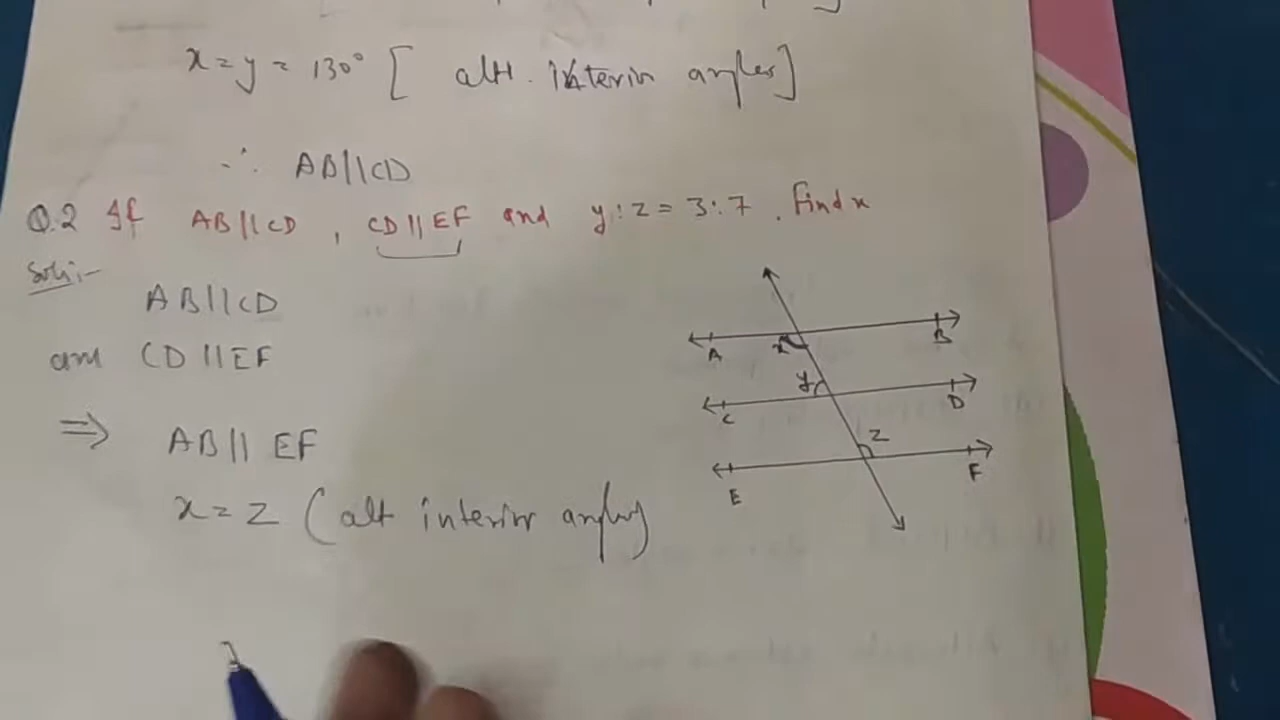 x = y = 130° [ alt. interior angles ]
∴ AB||CD
Q.2 If AB||CD , CD||EF and y:z = 3:7 . Find x
Soln:-
AB||CD
and CD||EF
⇒ AB||EF
x = z (alt interior angles)
A
B
x
y
C
D
z
E
F